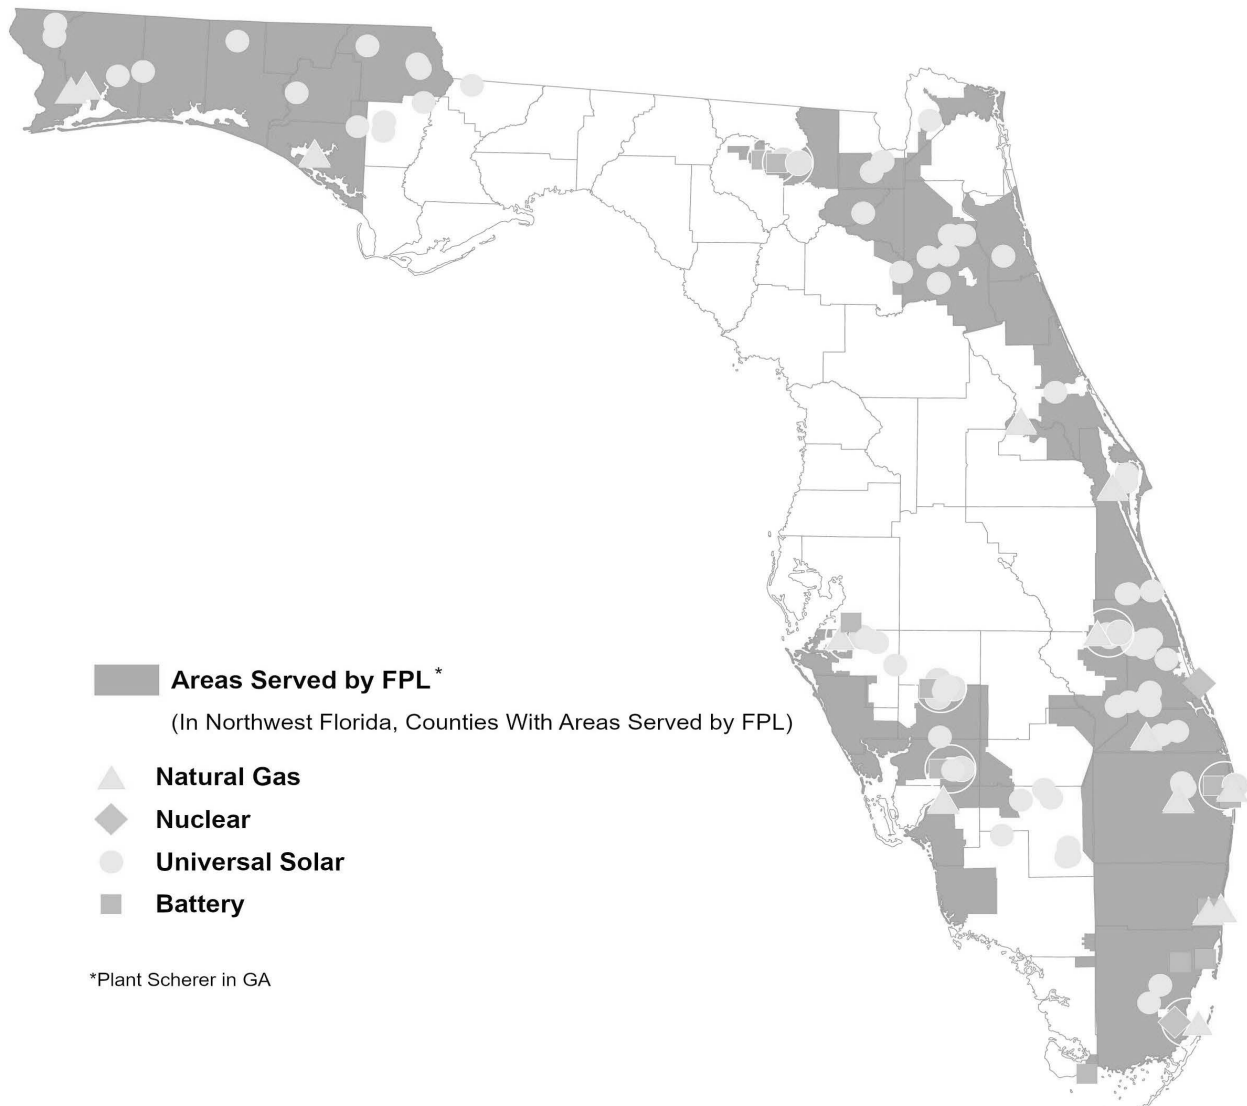 Areas Served by FPL*
(In Northwest Florida, Counties With Areas Served by FPL)
Natural Gas
Nuclear
Universal Solar
Battery
*Plant Scherer in GA